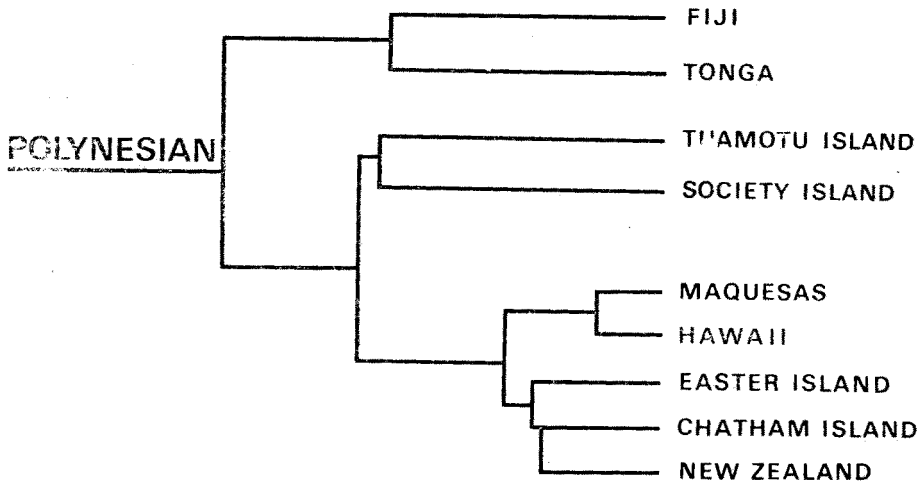 FIJI
TONGA
POLYNESIAN
TUAMOTU ISLAND
SOCIETY ISLAND
MAQUESAS
HAWAII
EASTER ISLAND
CHATHAM ISLAND
NEW ZEALAND